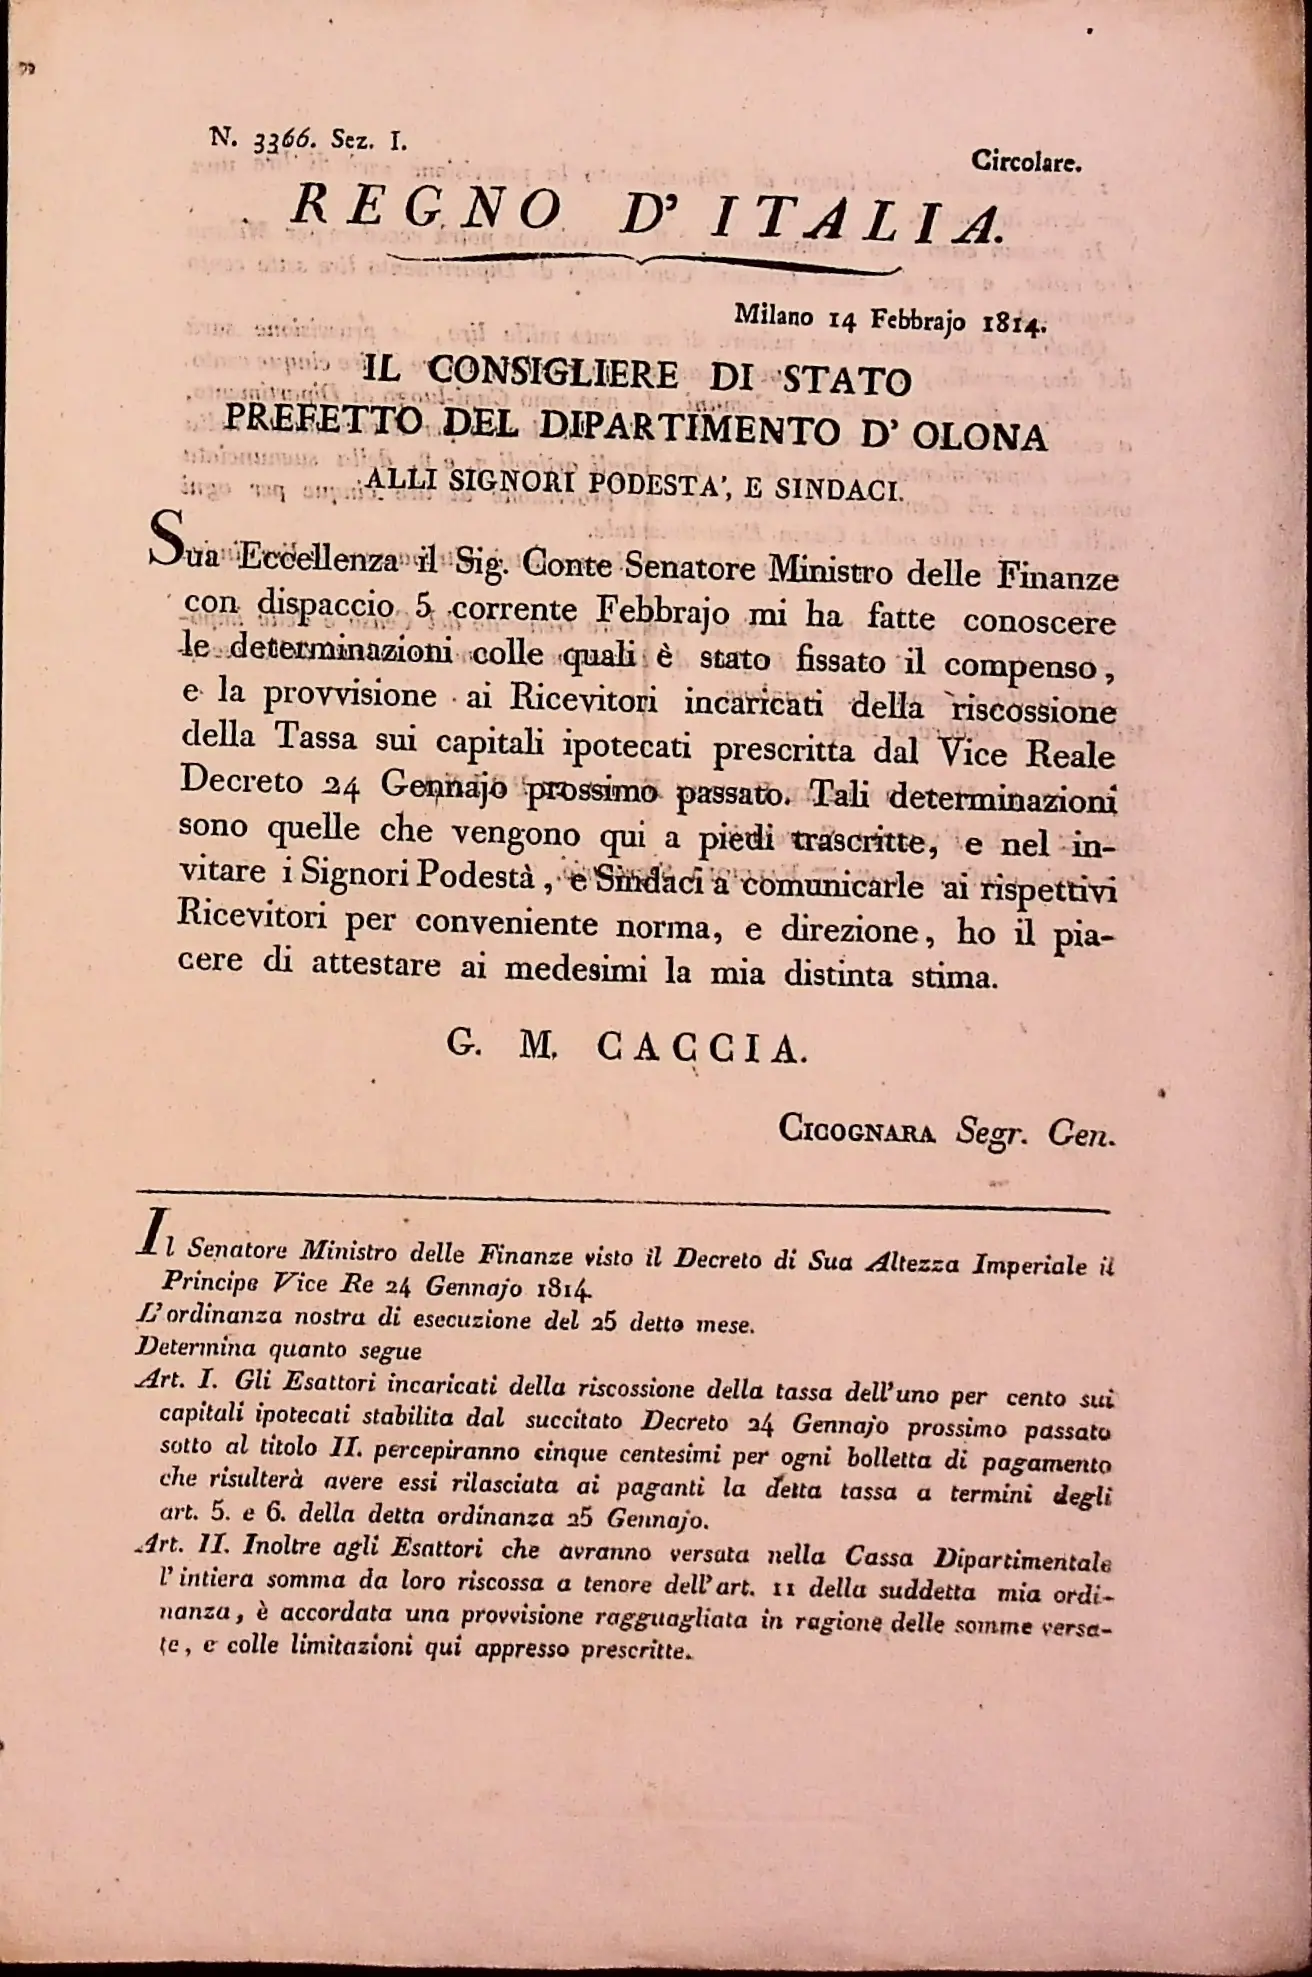 N. 3366. Sez. I.
Circolare.
REGNO D' ITALIA.
Milano 14 Febbrajo 1814.
IL CONSIGLIERE DI STATO
PREFETTO DEL DIPARTIMENTO D' OLONA
ALLI SIGNORI PODESTA', E SINDACI.
Sua Eccellenza il Sig. Conte Senatore Ministro delle Finanze
con dispaccio 5 corrente Febbrajo mi ha fatte conoscere
le determinazioni colle quali è stato fissato il compenso,
e la provvisione ai Ricevitori incaricati della riscossione
della Tassa sui capitali ipotecati prescritta dal Vice Reale
Decreto 24 Gennajo prossimo passato. Tali determinazioni
sono quelle che vengono qui a piedi trascritte, e nel in-
vitare i Signori Podestà, e Sindaci a comunicarle ai rispettivi
Ricevitori per conveniente norma, e direzione, ho il pia-
cere di attestare ai medesimi la mia distinta stima.
G. M. CACCIA.
CICOGNARA Segr. Gen.
Il Senatore Ministro delle Finanze visto il Decreto di Sua Altezza Imperiale il
Principe Vice Re 24 Gennajo 1814.
L'ordinanza nostra di esecuzione del 25 detto mese.
Determina quanto segue
Art. I. Gli Esattori incaricati della riscossione della tassa dell'uno per cento sui
capitali ipotecati stabilita dal succitato Decreto 24 Gennajo prossimo passato
sotto al titolo II. percepiranno cinque centesimi per ogni bolletta di pagamento
che risulterà avere essi rilasciata ai paganti la detta tassa a termini degli
art. 5. e 6. della detta ordinanza 25 Gennajo.
Art. II. Inoltre agli Esattori che avranno versata nella Cassa Dipartimentale
l'intiera somma da loro riscossa a tenore dell'art. 11 della suddetta mia ordi-
nanza, è accordata una provvisione ragguagliata in ragione delle somme versa-
te, e colle limitazioni qui appresso prescritte.